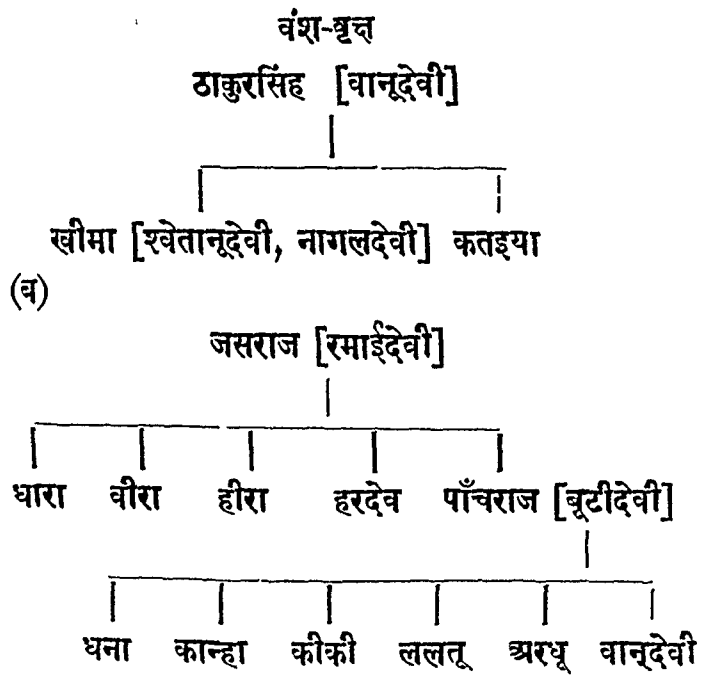 वंश-वृक्ष
ठाकुरसिंह [वानूदेवी]
खीमा [श्वेतानूदेवी, नागलदेवी] कतइया
(व)
जसराज [रमाईदेवी]
धारा वीरा हीरा हरदेव पाँचराज [बूटीदेवी]
धना कान्हा कीकी ललतू अरधू वानूदेवी